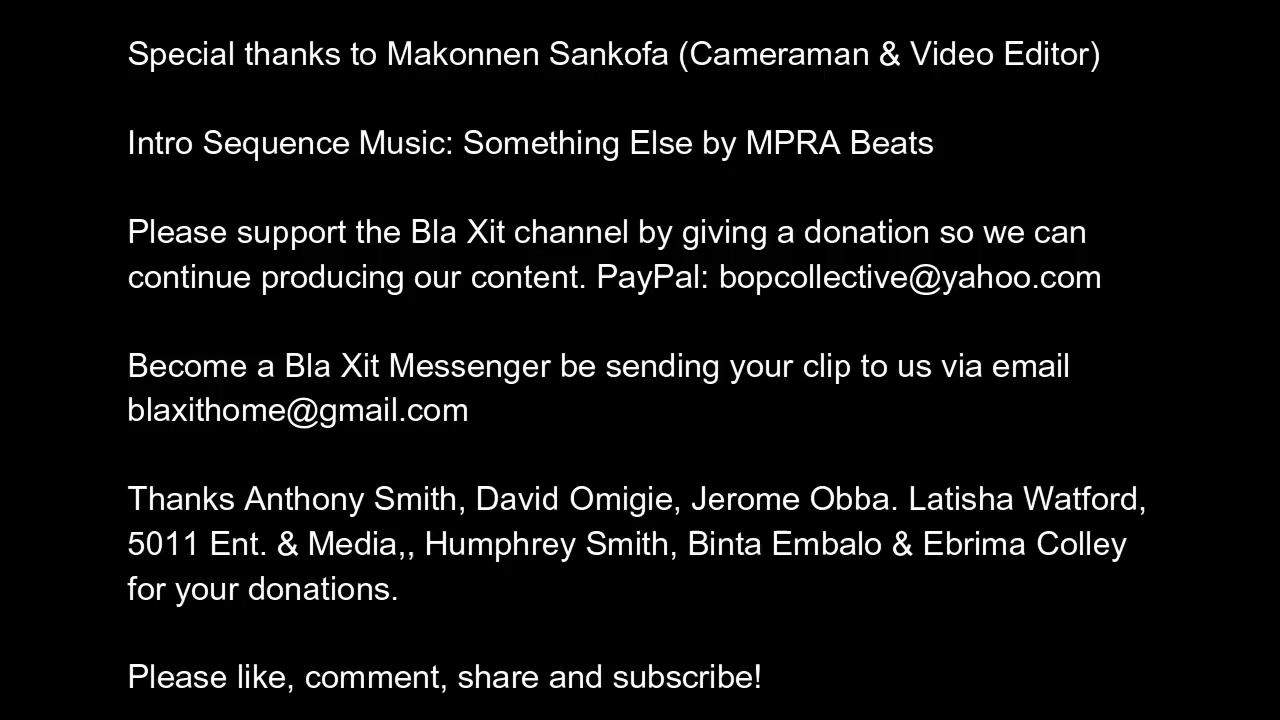 Special thanks to Makonnen Sankofa (Cameraman & Video Editor)
Intro Sequence Music: Something Else by MPRA Beats
Please support the Bla Xit channel by giving a donation so we can
continue producing our content. PayPal: bopcollective@yahoo.com
Become a Bla Xit Messenger be sending your clip to us via email
blaxithome@gmail.com
Thanks Anthony Smith, David Omigie, Jerome Obba. Latisha Watford,
5011 Ent. & Media,, Humphrey Smith, Binta Embalo & Ebrima Colley
for your donations.
Please like, comment, share and subscribe!